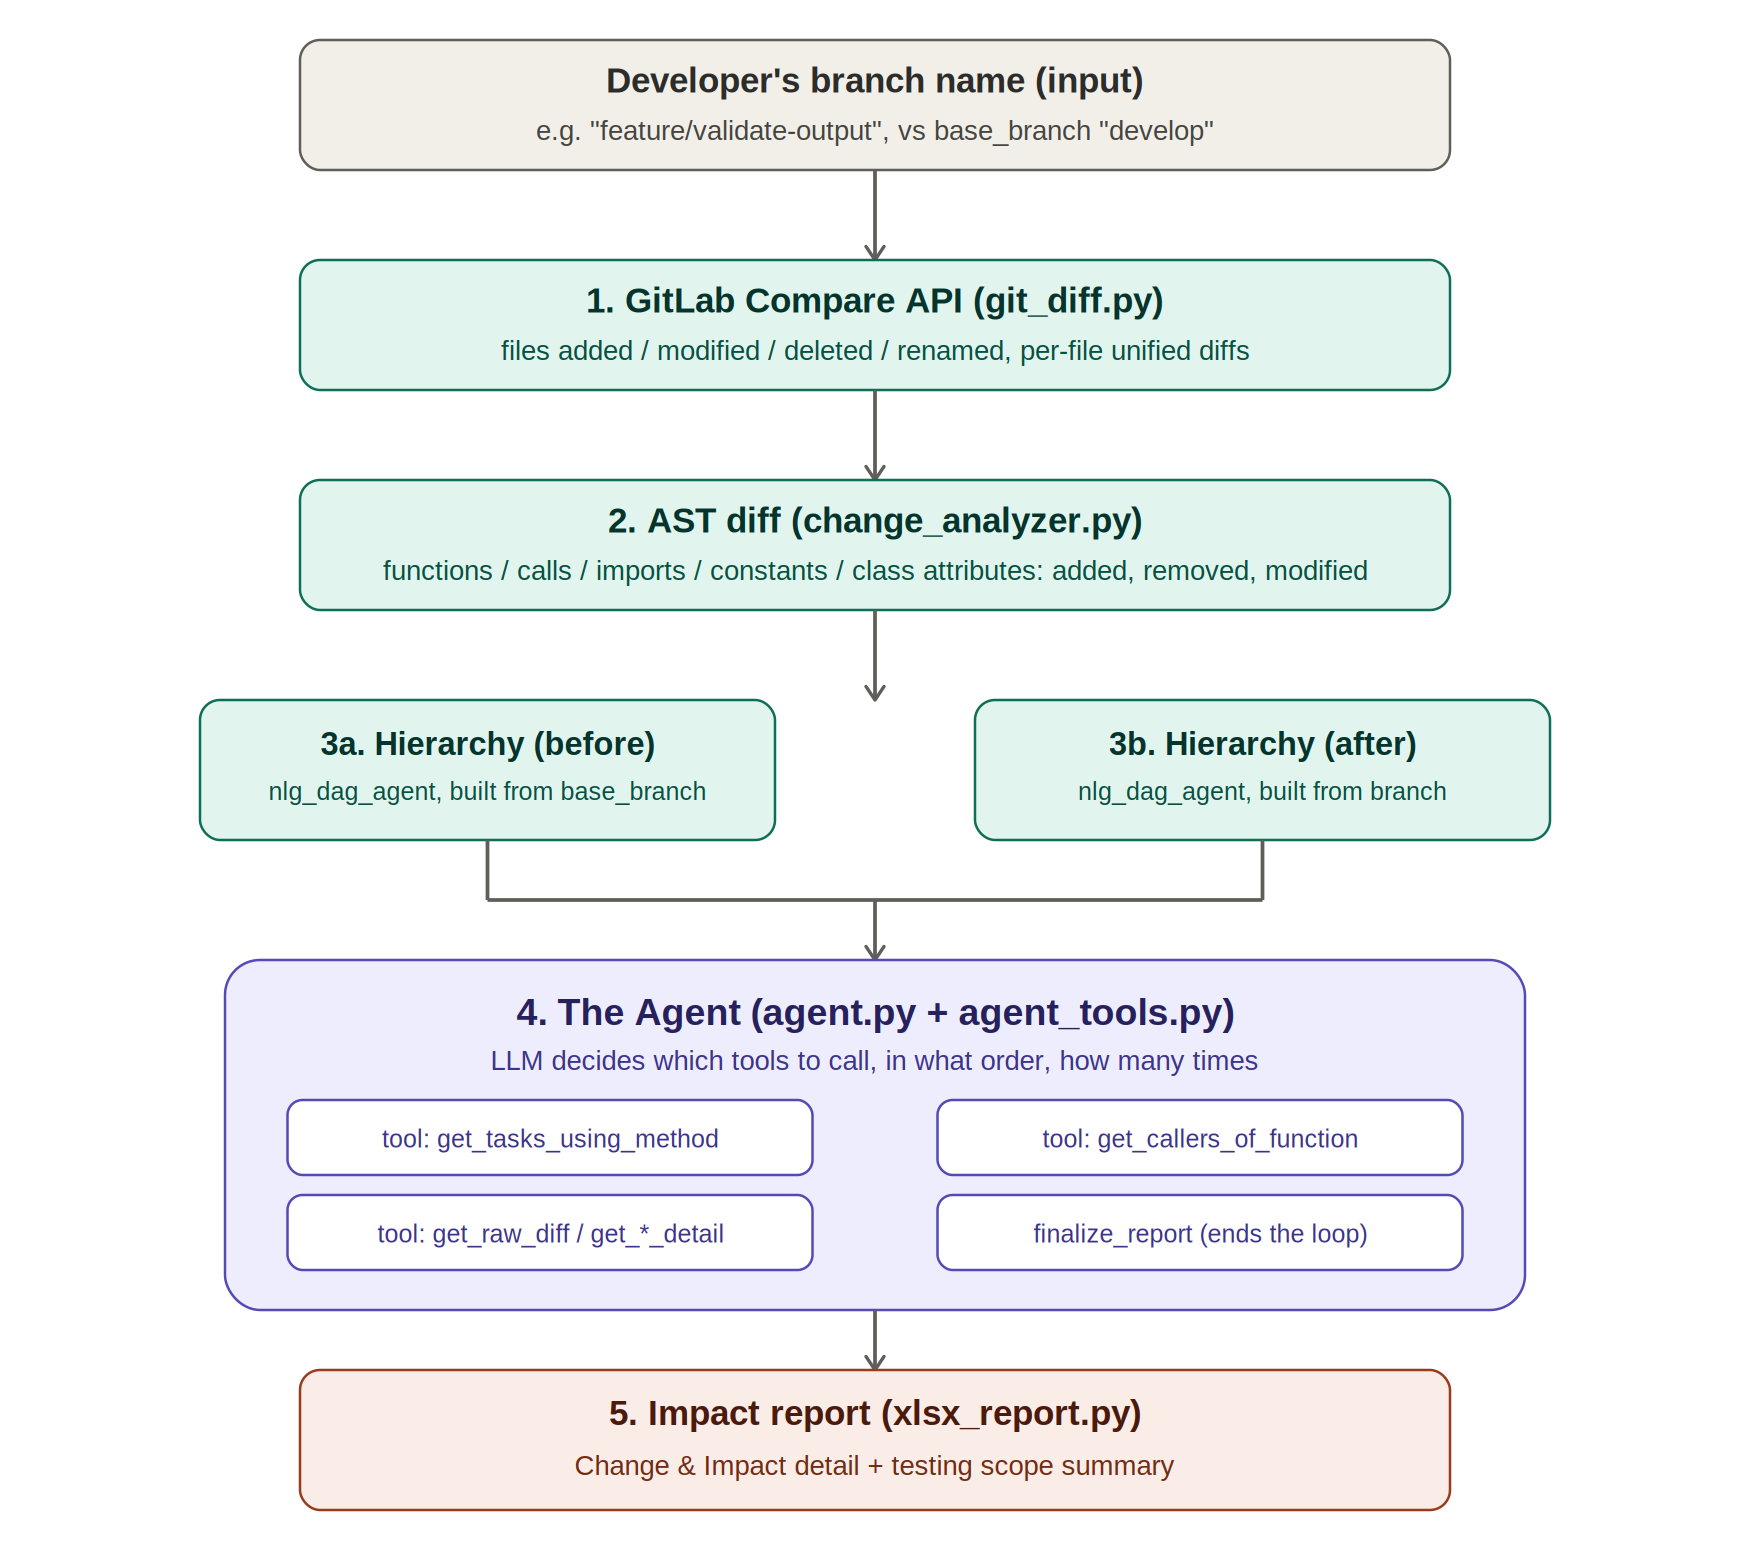 Developer's branch name (input)
e.g. "feature/validate-output", vs base_branch "develop"
1. GitLab Compare API (git_diff.py)
files added / modified / deleted / renamed, per-file unified diffs
2. AST diff (change_analyzer.py)
functions / calls / imports / constants / class attributes: added, removed, modified
3a. Hierarchy (before)
nlg_dag_agent, built from base_branch
3b. Hierarchy (after)
nlg_dag_agent, built from branch
4. The Agent (agent.py + agent_tools.py)
LLM decides which tools to call, in what order, how many times
tool: get_tasks_using_method
tool: get_callers_of_function
tool: get_raw_diff / get_*_detail
finalize_report (ends the loop)
5. Impact report (xlsx_report.py)
Change & Impact detail + testing scope summary